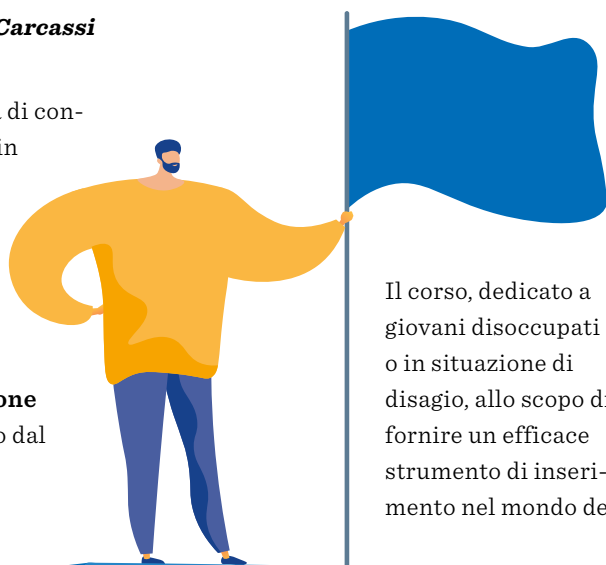 Carcassi
di con-
in
one
o dal
Il corso, dedicato a
giovani disoccupati
o in situazione di
disagio, allo scopo di
fornire un efficace
strumento di inseri-
mento nel mondo de